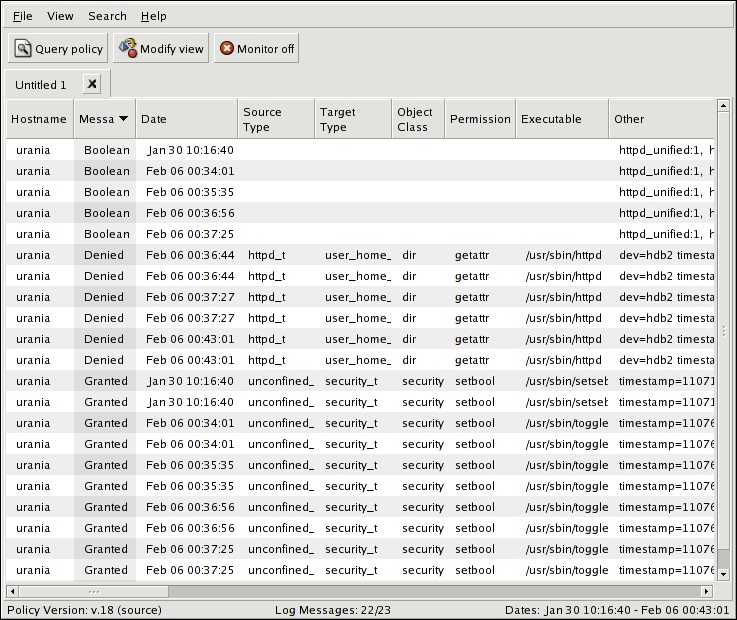 File View Search Help
Query policy Modify view Monitor off
Untitled 1
Hostname Messa Date Source Type Target Type Object Class Permission Executable Other
urania Boolean Jan 30 10:16:40 httpd_unified:1, h
urania Boolean Feb 06 00:34:01 httpd_unified:1, h
urania Boolean Feb 06 00:35:35 httpd_unified:1, h
urania Boolean Feb 06 00:36:56 httpd_unified:1, h
urania Boolean Feb 06 00:37:25 httpd_unified:1, h
urania Denied Feb 06 00:36:44 httpd_t user_home_ dir getattr /usr/sbin/httpd dev=hdb2 timesta
urania Denied Feb 06 00:36:44 httpd_t user_home_ dir getattr /usr/sbin/httpd dev=hdb2 timesta
urania Denied Feb 06 00:37:27 httpd_t user_home_ dir getattr /usr/sbin/httpd dev=hdb2 timesta
urania Denied Feb 06 00:37:27 httpd_t user_home_ dir getattr /usr/sbin/httpd dev=hdb2 timesta
urania Denied Feb 06 00:43:01 httpd_t user_home_ dir getattr /usr/sbin/httpd dev=hdb2 timesta
urania Denied Feb 06 00:43:01 httpd_t user_home_ dir getattr /usr/sbin/httpd dev=hdb2 timesta
urania Granted Jan 30 10:16:40 unconfined_ security_t security setbool /usr/sbin/setseb timestamp=11071
urania Granted Jan 30 10:16:40 unconfined_ security_t security setbool /usr/sbin/setseb timestamp=11071
urania Granted Feb 06 00:34:01 unconfined_ security_t security setbool /usr/sbin/toggle timestamp=11076
urania Granted Feb 06 00:34:01 unconfined_ security_t security setbool /usr/sbin/toggle timestamp=11076
urania Granted Feb 06 00:35:35 unconfined_ security_t security setbool /usr/sbin/toggle timestamp=11076
urania Granted Feb 06 00:35:35 unconfined_ security_t security setbool /usr/sbin/toggle timestamp=11076
urania Granted Feb 06 00:36:56 unconfined_ security_t security setbool /usr/sbin/toggle timestamp=11076
urania Granted Feb 06 00:36:56 unconfined_ security_t security setbool /usr/sbin/toggle timestamp=11076
urania Granted Feb 06 00:37:25 unconfined_ security_t security setbool /usr/sbin/toggle timestamp=11076
urania Granted Feb 06 00:37:25 unconfined_ security_t security setbool /usr/sbin/toggle timestamp=11076
Policy Version: v.18 (source) Log Messages: 22/23 Dates: Jan 30 10:16:40 - Feb 06 00:43:01